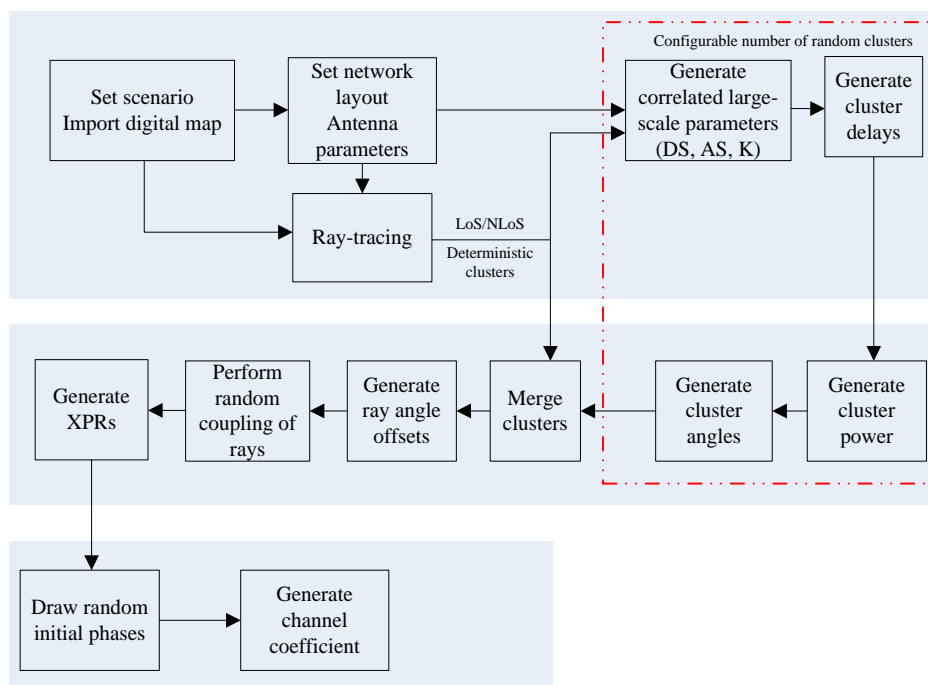 Configurable number of random clusters
Set scenario
Import digital map
Set network
layout
Antenna
parameters
Generate
correlated large-
scale parameters
(DS, AS, K)
Generate
cluster
delays
Ray-tracing
LoS/NLoS
Deterministic
clusters
Generate
XPRs
Perform
random
coupling of
rays
Generate
ray angle
offsets
Merge
clusters
Generate
cluster
angles
Generate
cluster
power
Draw random
initial phases
Generate
channel
coefficient